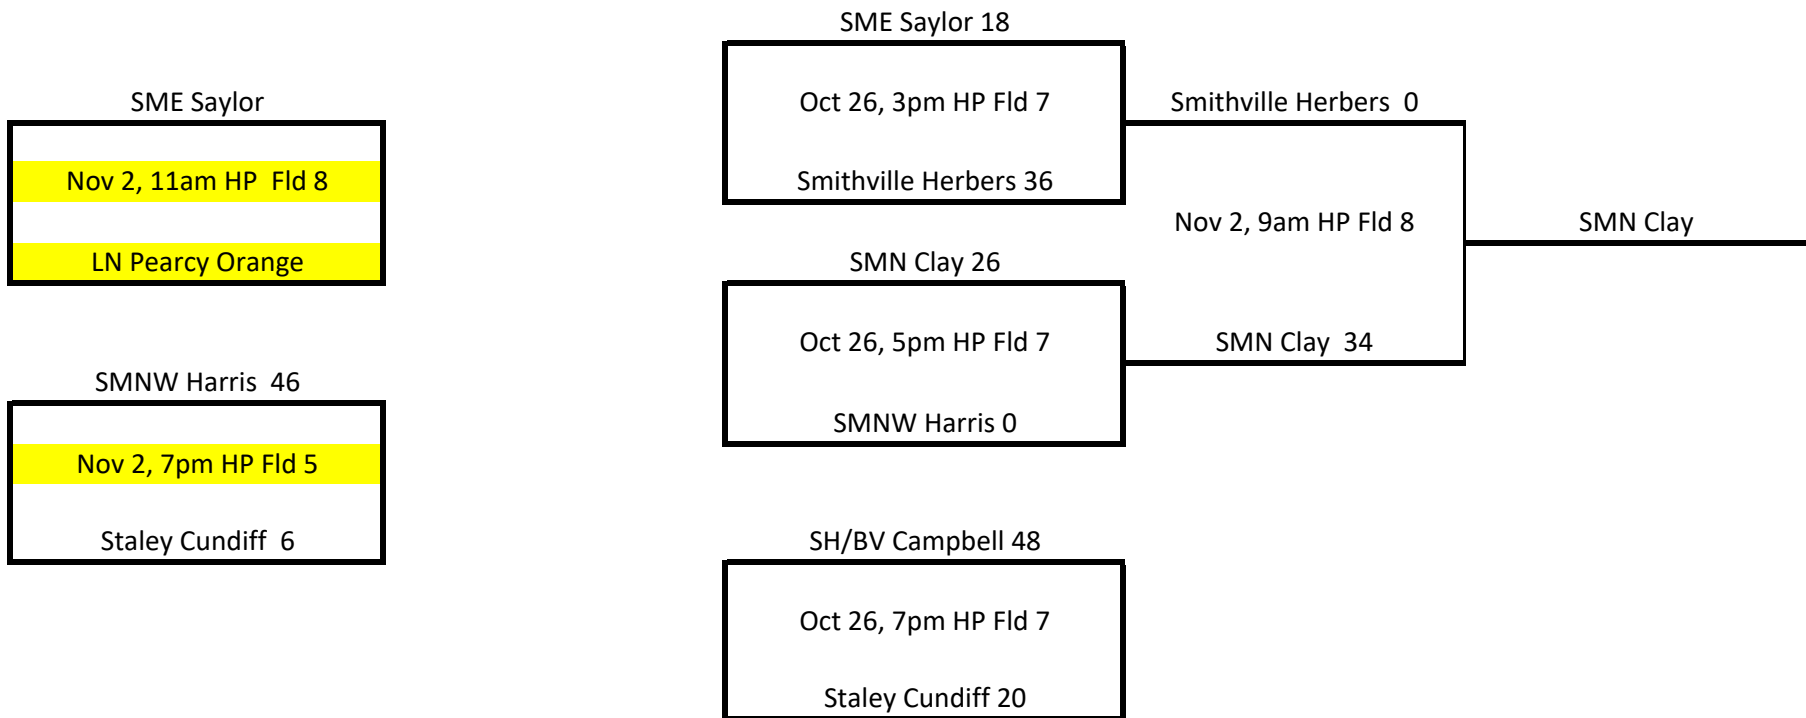 SME Saylor 18
Oct 26, 3pm HP Fld 7
Smithville Herbers 36
SME Saylor
Nov 2, 11am HP  Fld 8
LN Pearcy Orange
Smithville Herbers  0
Nov 2, 9am HP Fld 8
SMN Clay
SMN Clay 26
Oct 26, 5pm HP Fld 7
SMNW Harris 0
SMN Clay  34
SMNW Harris  46
Nov 2, 7pm HP Fld 5
Staley Cundiff  6
SH/BV Campbell 48
Oct 26, 7pm HP Fld 7
Staley Cundiff 20